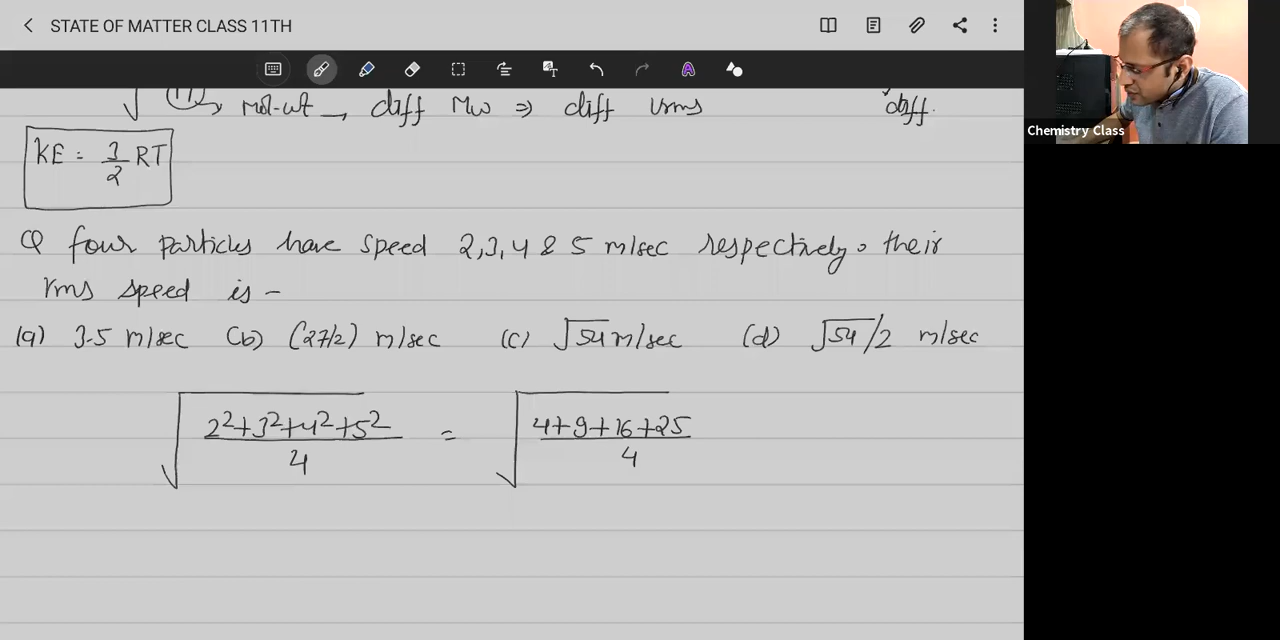 STATE OF MATTER CLASS 11TH
Mol-wt → diff Mw ⇒ diff Urms diff.
KE = 3/2 RT
Q four particles have speed 2,3,4 & 5 m/sec respectively. their
rms speed is -
(a) 3.5 m/sec (b) (27/2) m/sec (c) √54 m/sec (d) √54/2 m/sec
√((2²+3²+4²+5²)/4) = √((4+9+16+25)/4)
Chemistry Class